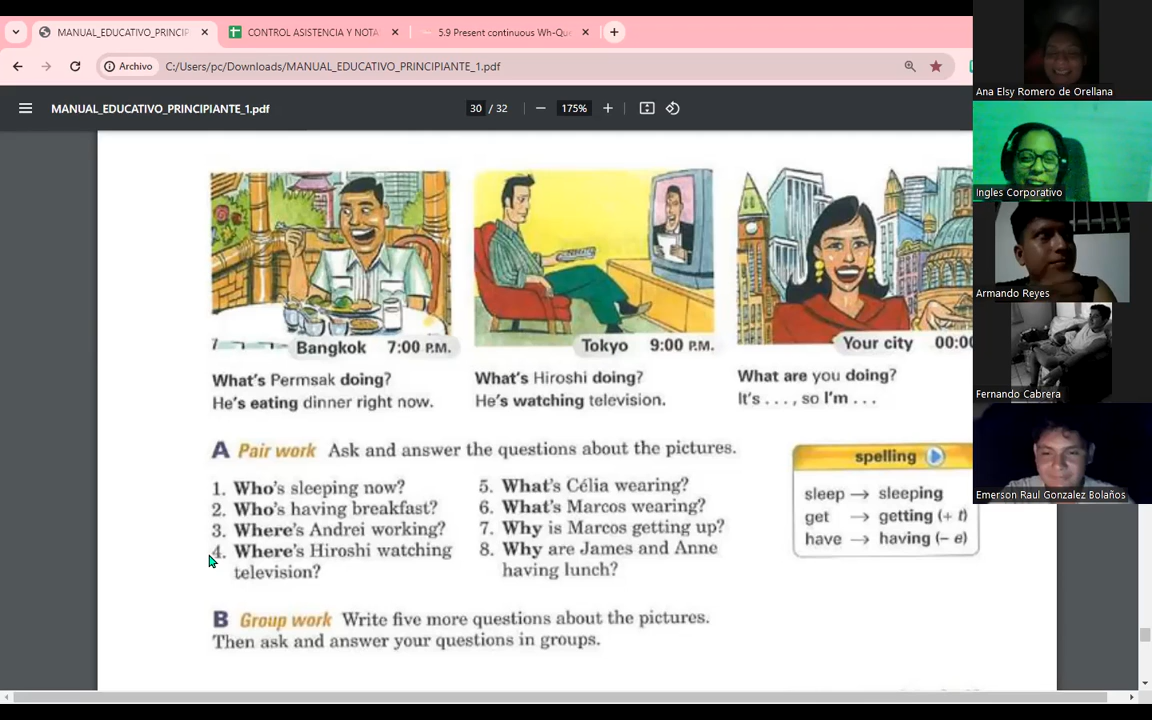 MANUAL_EDUCATIVO_PRINCIP
CONTROL ASISTENCIA Y NOTA
5.9 Present continuous Wh-Que
Archivo
C:/Users/pc/Downloads/MANUAL_EDUCATIVO_PRINCIPIANTE_1.pdf
MANUAL_EDUCATIVO_PRINCIPIANTE_1.pdf
30 / 32
175%
Bangkok 7:00 P.M.
What's Permsak doing?
He's eating dinner right now.
Tokyo 9:00 P.M.
What's Hiroshi doing?
He's watching television.
Your city 00:00
What are you doing?
It's . . . , so I'm . . .
A Pair work Ask and answer the questions about the pictures.
1. Who's sleeping now?
2. Who's having breakfast?
3. Where's Andrei working?
4. Where's Hiroshi watching
television?
5. What's Célia wearing?
6. What's Marcos wearing?
7. Why is Marcos getting up?
8. Why are James and Anne
having lunch?
spelling
sleep → sleeping
get → getting (+ t)
have → having (– e)
B Group work Write five more questions about the pictures.
Then ask and answer your questions in groups.
Ana Elsy Romero de Orellana
Ingles Corporativo
Armando Reyes
Fernando Cabrera
Emerson Raul Gonzalez Bolaños